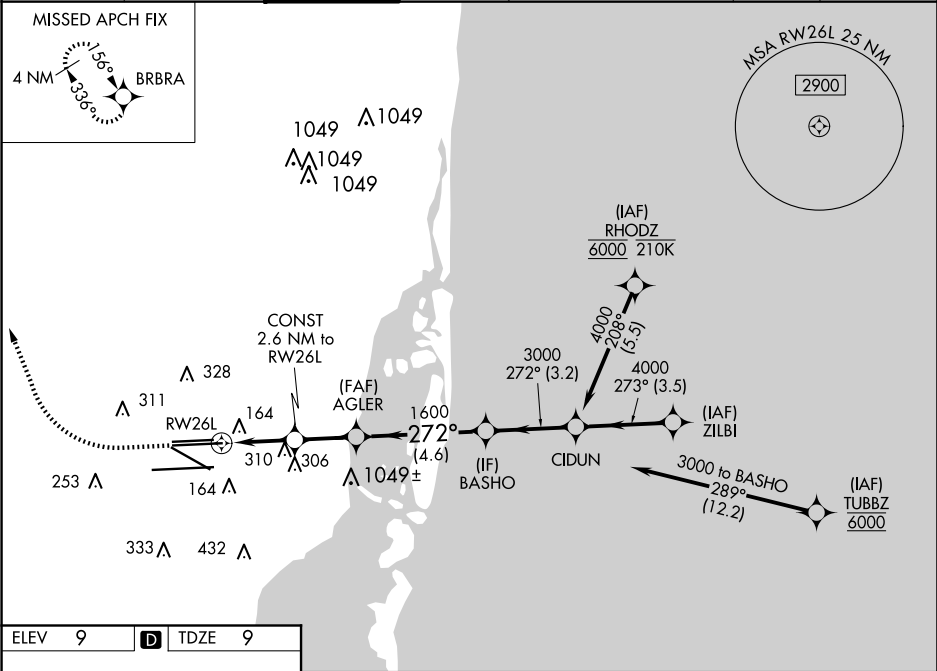 MISSED APCH FIX
4 NM
156°
336°
BRBRA
MSA RW26L 25 NM
2900
1049
1049
1049
1049
(IAF)
RHODZ
6000 210K
4000
208°
(5.5)
CONST
2.6 NM to
RW26L
3000
272° (3.2)
4000
273° (3.5)
328
311
(FAF)
AGLER
RW26L
164
1600
272°
(4.6)
(IAF)
ZILBI
310
306
(IF)
BASHO
CIDUN
253
164
1049±
3000 to BASHO
289°
(12.2)
(IAF)
TUBBZ
6000
333
432
ELEV 9 D TDZE 9